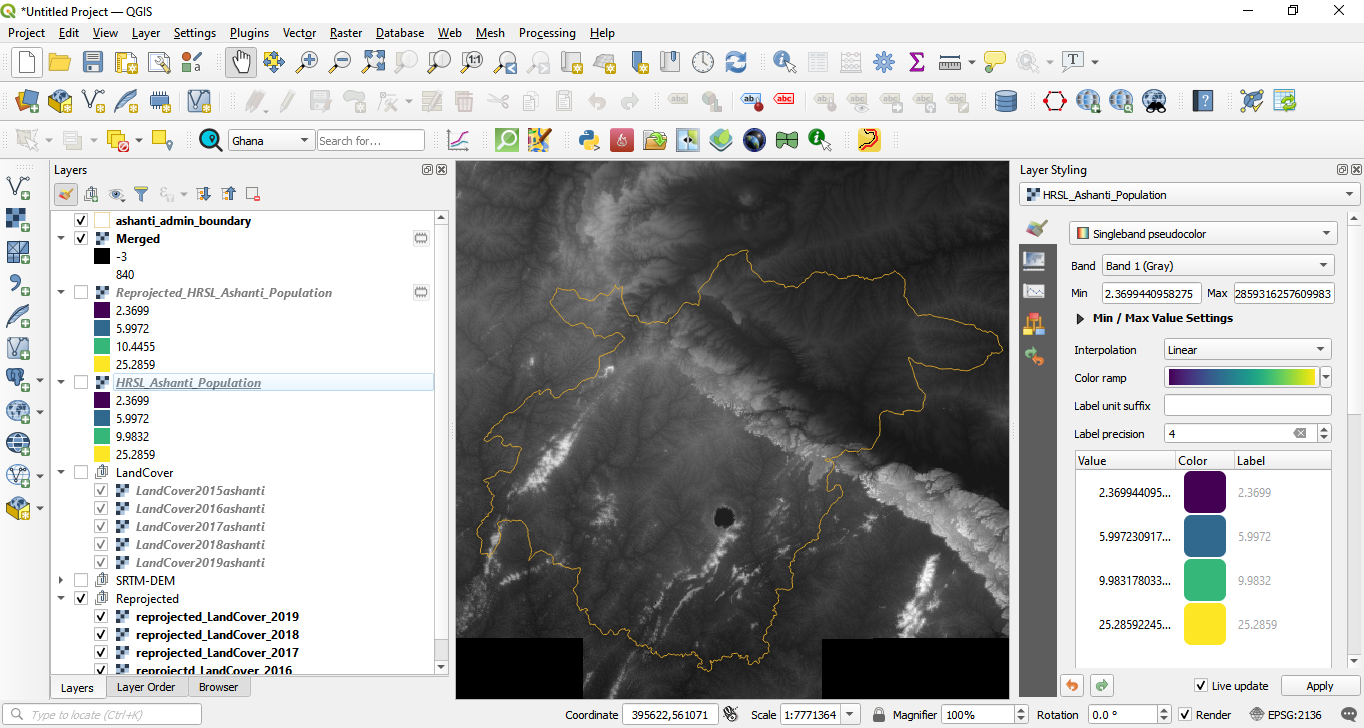 *Untitled Project — QGIS
Project Edit View Layer Settings Plugins Vector Raster Database Web Mesh Processing Help
Ghana Search for...
Layers
ashanti_admin_boundary
Merged
-3
840
Reprojected_HRSL_Ashanti_Population
2.3699
5.9972
10.4455
25.2859
HRSL_Ashanti_Population
2.3699
5.9972
9.9832
25.2859
LandCover
LandCover2015ashanti
LandCover2016ashanti
LandCover2017ashanti
LandCover2018ashanti
LandCover2019ashanti
SRTM-DEM
Reprojected
reprojected_LandCover_2019
reprojected_LandCover_2018
reprojected_LandCover_2017
reprojectd_LandCover_2016
Layers Layer Order Browser
Layer Styling
HRSL_Ashanti_Population
Singleband pseudocolor
Band Band 1 (Gray)
Min 2.3699440958275 Max 2859316257609983
Min / Max Value Settings
Interpolation Linear
Color ramp
Label unit suffix
Label precision 4
Value Color Label
2.369944095... 2.3699
5.997230917... 5.9972
9.983178033... 9.9832
25.28592245... 25.2859
Live update Apply
Type to locate (Ctrl+K) Coordinate 395622,561071 Scale 1:7771364 Magnifier 100% Rotation 0.0 ° Render EPSG:2136